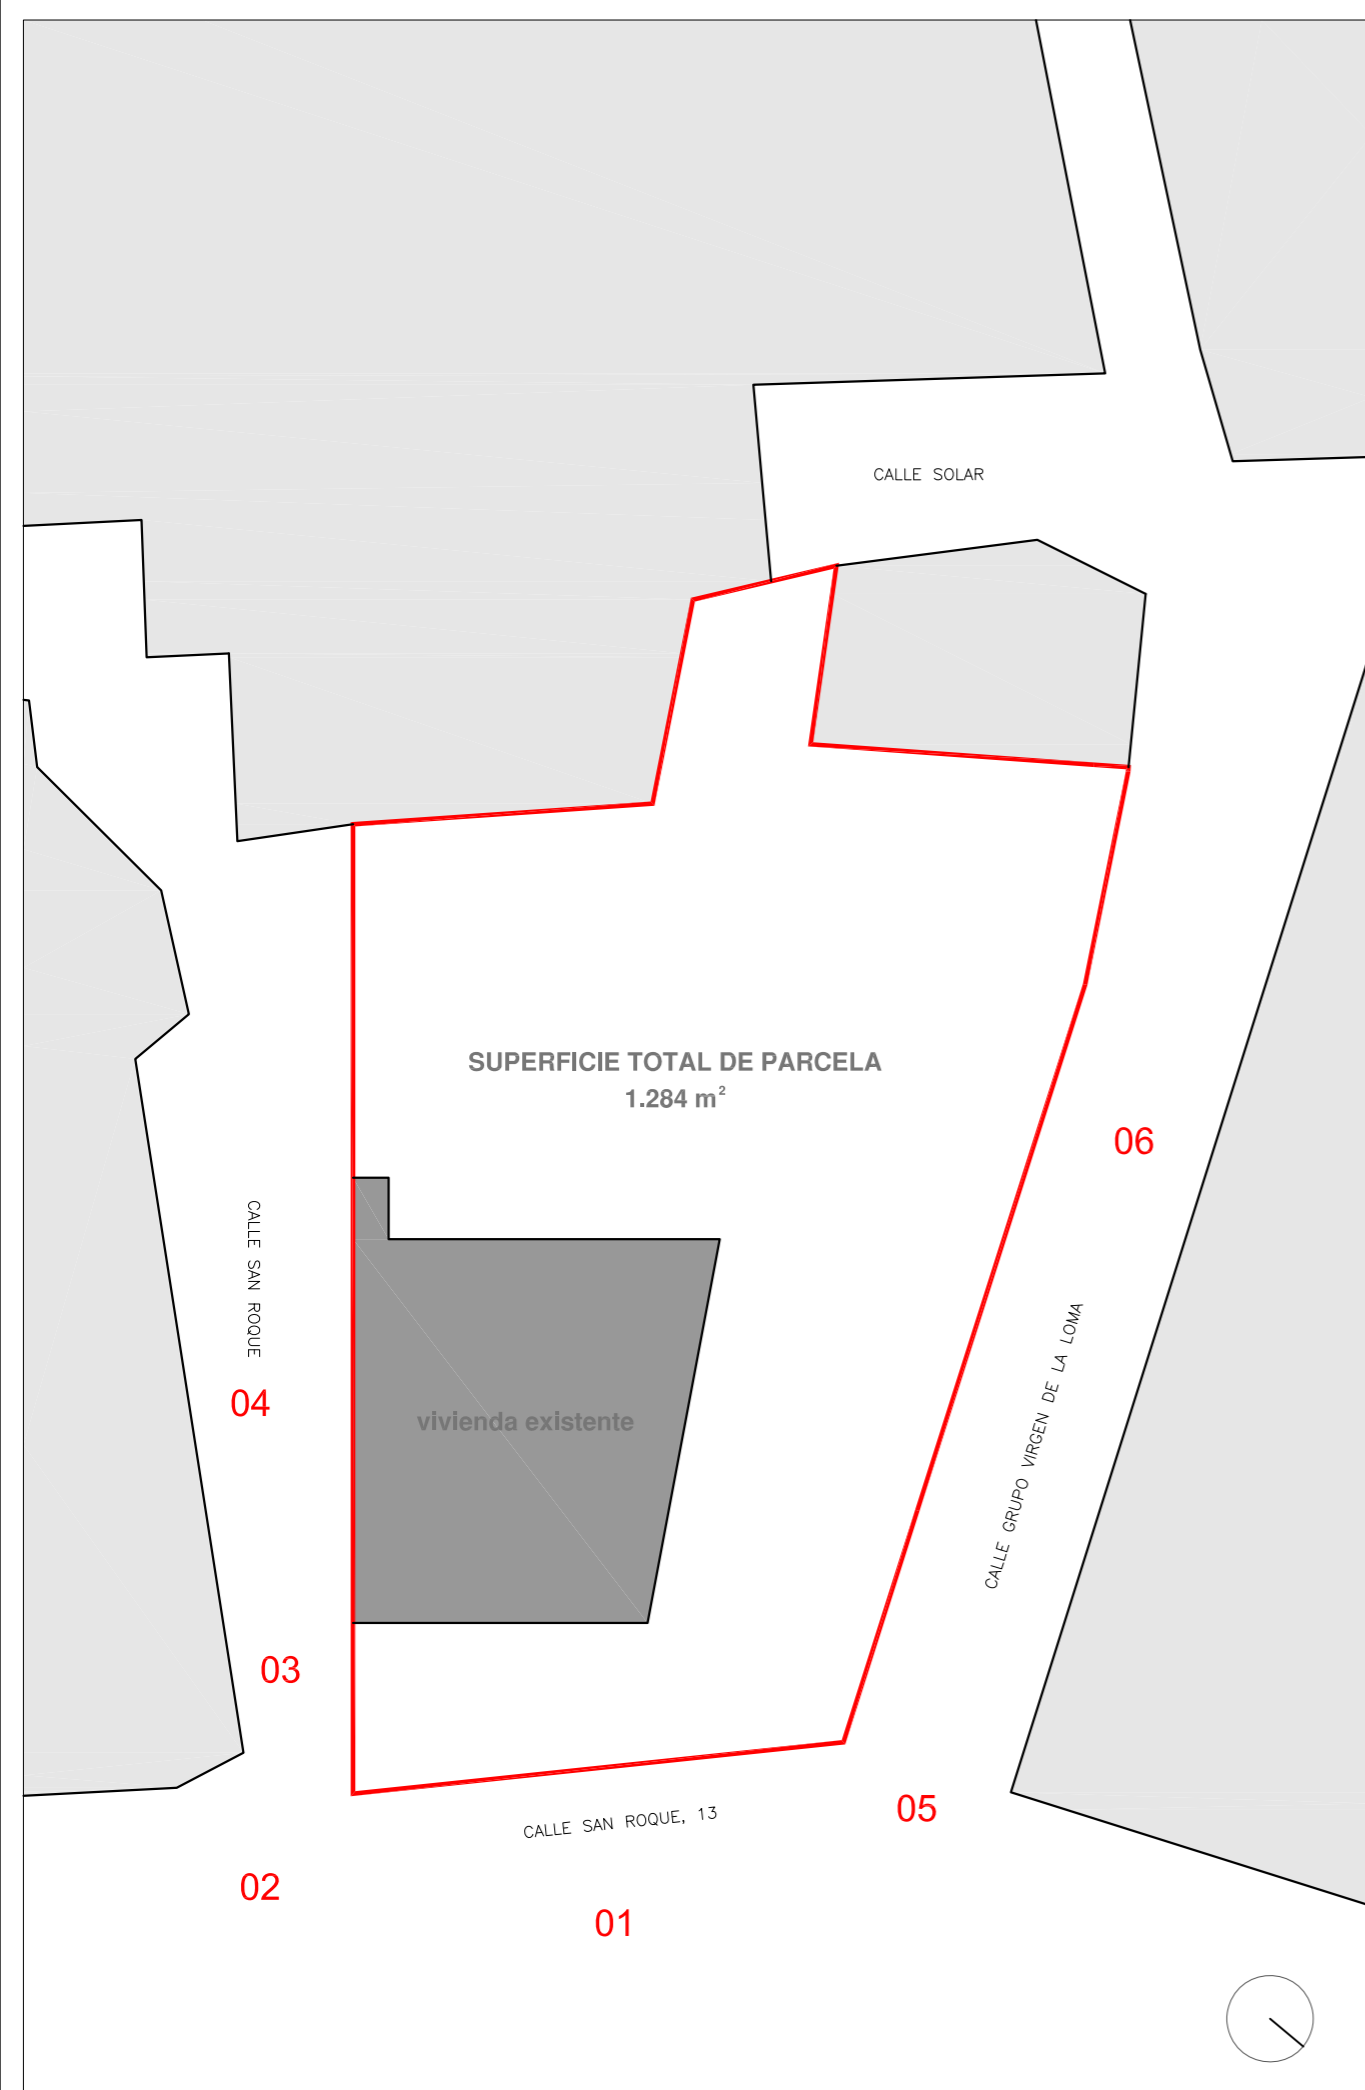 CALLE SOLAR
SUPERFICIE TOTAL DE PARCELA
1.284 m²
06
CALLE SAN ROQUE
CALLE GRUPO VIRGEN DE LA LOMA
04
vivienda existente
03
CALLE SAN ROQUE, 13
05
02
01